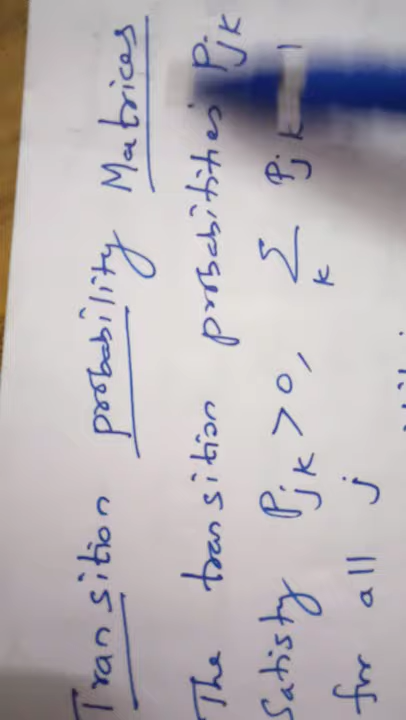 Transition probability Matrices
The transition probabilities Pjk
Satisfy Pjk > 0, Σk Pjk 1
for all j